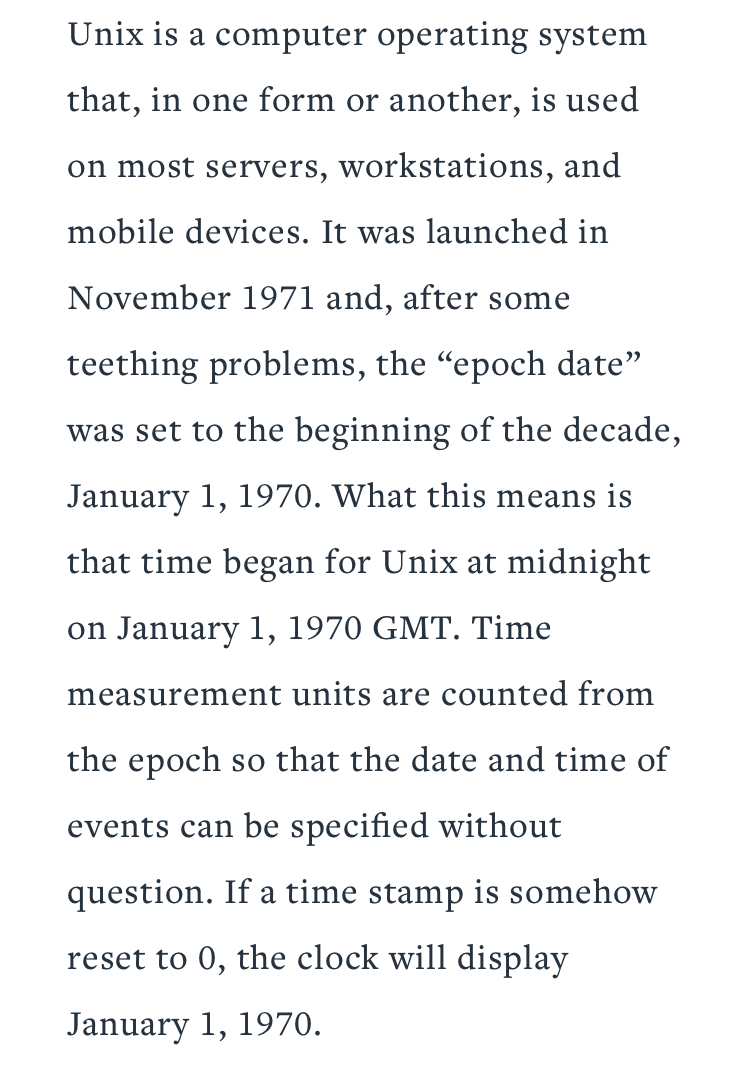 Unix is a computer operating system
that, in one form or another, is used
on most servers, workstations, and
mobile devices. It was launched in
November 1971 and, after some
teething problems, the “epoch date”
was set to the beginning of the decade,
January 1, 1970. What this means is
that time began for Unix at midnight
on January 1, 1970 GMT. Time
measurement units are counted from
the epoch so that the date and time of
events can be specified without
question. If a time stamp is somehow
reset to 0, the clock will display
January 1, 1970.